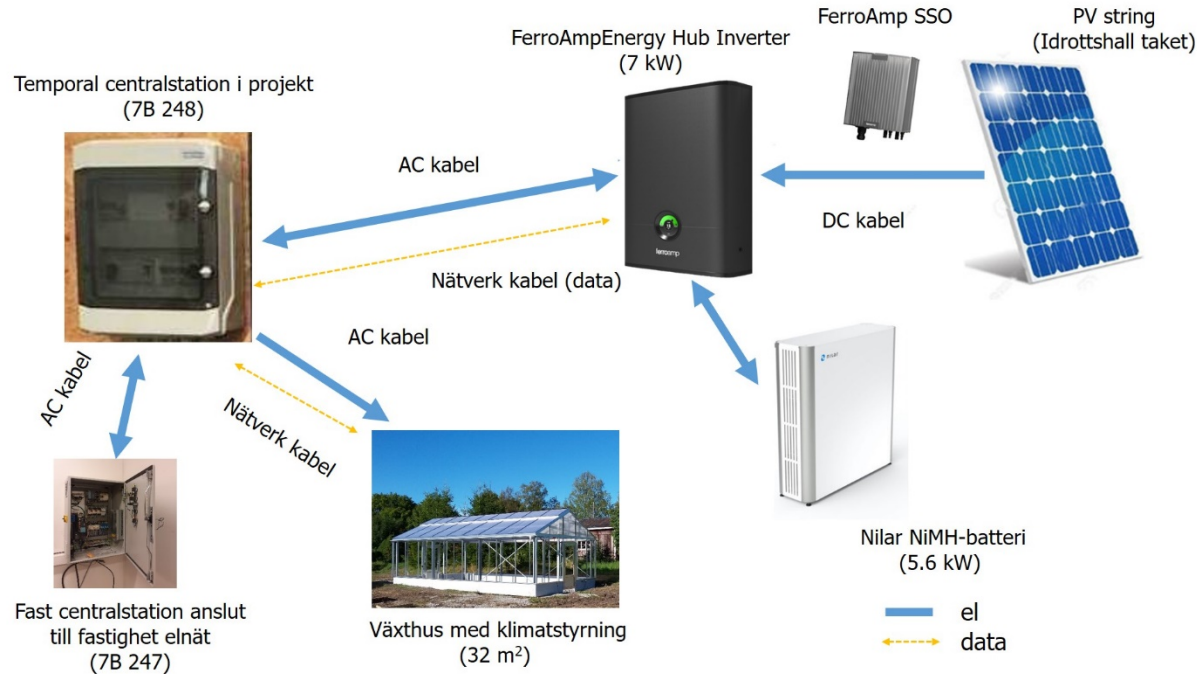 FerroAmp SSO
PV string
(Idrottshall taket)
FerroAmpEnergy Hub Inverter
(7 kW)
Temporal centralstation i projekt
(7B 248)
AC kabel
DC kabel
ferroamp
Nätverk kabel (data)
AC kabel
AC kabel
Nätverk kabel
NILAR
Nilar NiMH-batteri
(5.6 kW)
Fast centralstation anslut
till fastighet elnät
(7B 247)
Växthus med klimatstyrning
(32 m²)
el
data